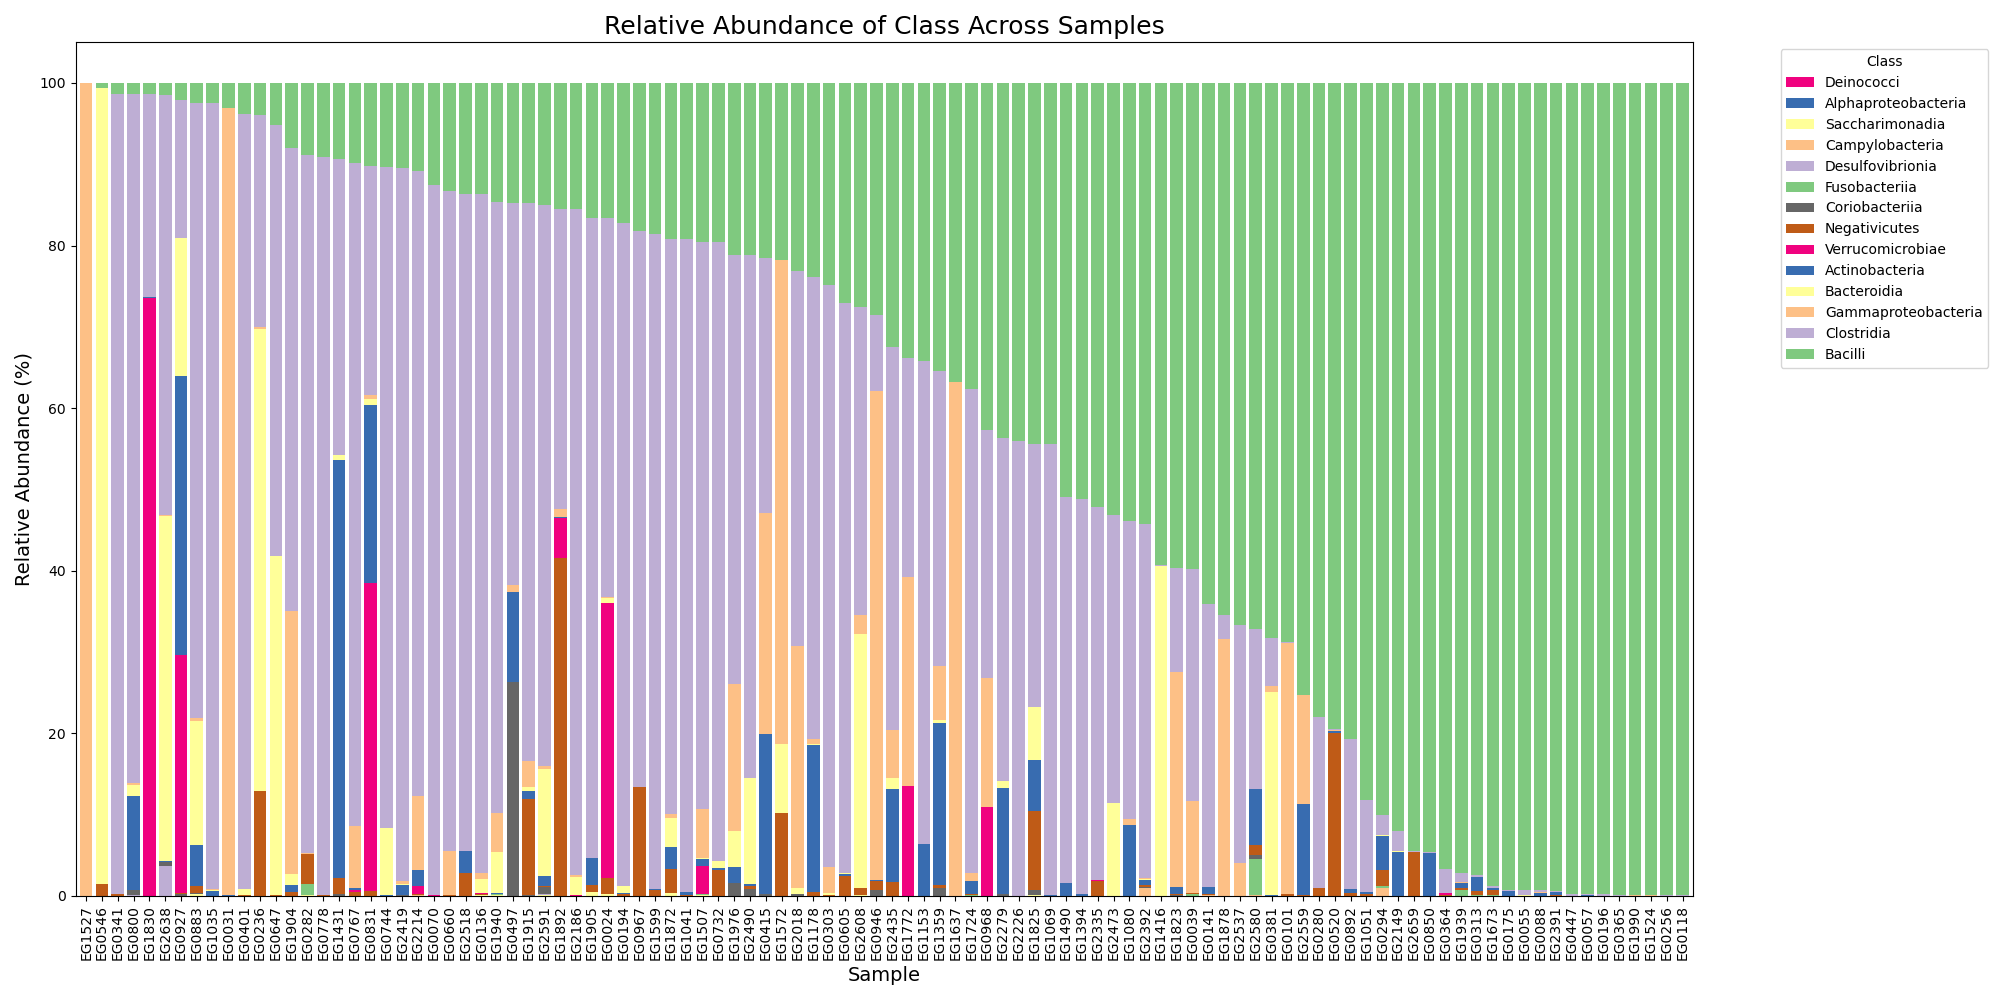 Relative Abundance of Class Across Samples
Relative Abundance (%)
100
80
60
40
20
0
EG1527 EG0546 EG0341 EG0800 EG1830 EG2638 EG0927 EG0883 EG1035 EG0031 EG0401 EG0236 EG0647 EG1904 EG0282 EG0778 EG1431 EG0767 EG0831 EG0744 EG2419 EG2214 EG0070 EG0660 EG2518 EG0136 EG1940 EG0497 EG1915 EG2591 EG1892 EG2186 EG1905 EG0024 EG0194 EG0967 EG1599 EG1872 EG1041 EG1507 EG0732 EG1976 EG2490 EG0415 EG1572 EG2018 EG1178 EG0303 EG0605 EG2608 EG0946 EG2435 EG1772 EG1153 EG1359 EG1637 EG1724 EG0968 EG2279 EG2226 EG1825 EG1069 EG1490 EG1394 EG2335 EG2473 EG1080 EG2392 EG1416 EG1823 EG0039 EG0141 EG1878 EG2537 EG2580 EG0381 EG0101 EG2559 EG0280 EG0520 EG0892 EG1051 EG0294 EG2149 EG2659 EG0850 EG0364 EG1939 EG0313 EG1673 EG0175 EG0055 EG0088 EG2391 EG0447 EG0057 EG0196 EG0365 EG1990 EG1524 EG0256 EG0118
Sample
Class
Deinococci
Alphaproteobacteria
Saccharimonadia
Campylobacteria
Desulfovibrionia
Fusobacteriia
Coriobacteriia
Negativicutes
Verrucomicrobiae
Actinobacteria
Bacteroidia
Gammaproteobacteria
Clostridia
Bacilli